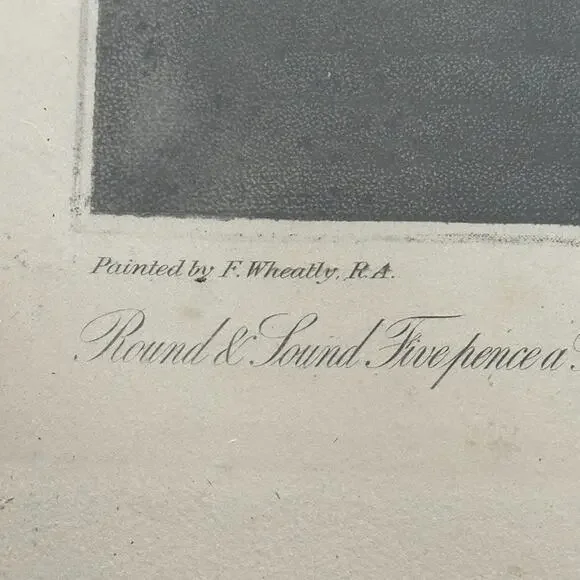 Painted by F. Wheatly, R.A.
Round & Sound Five pence a